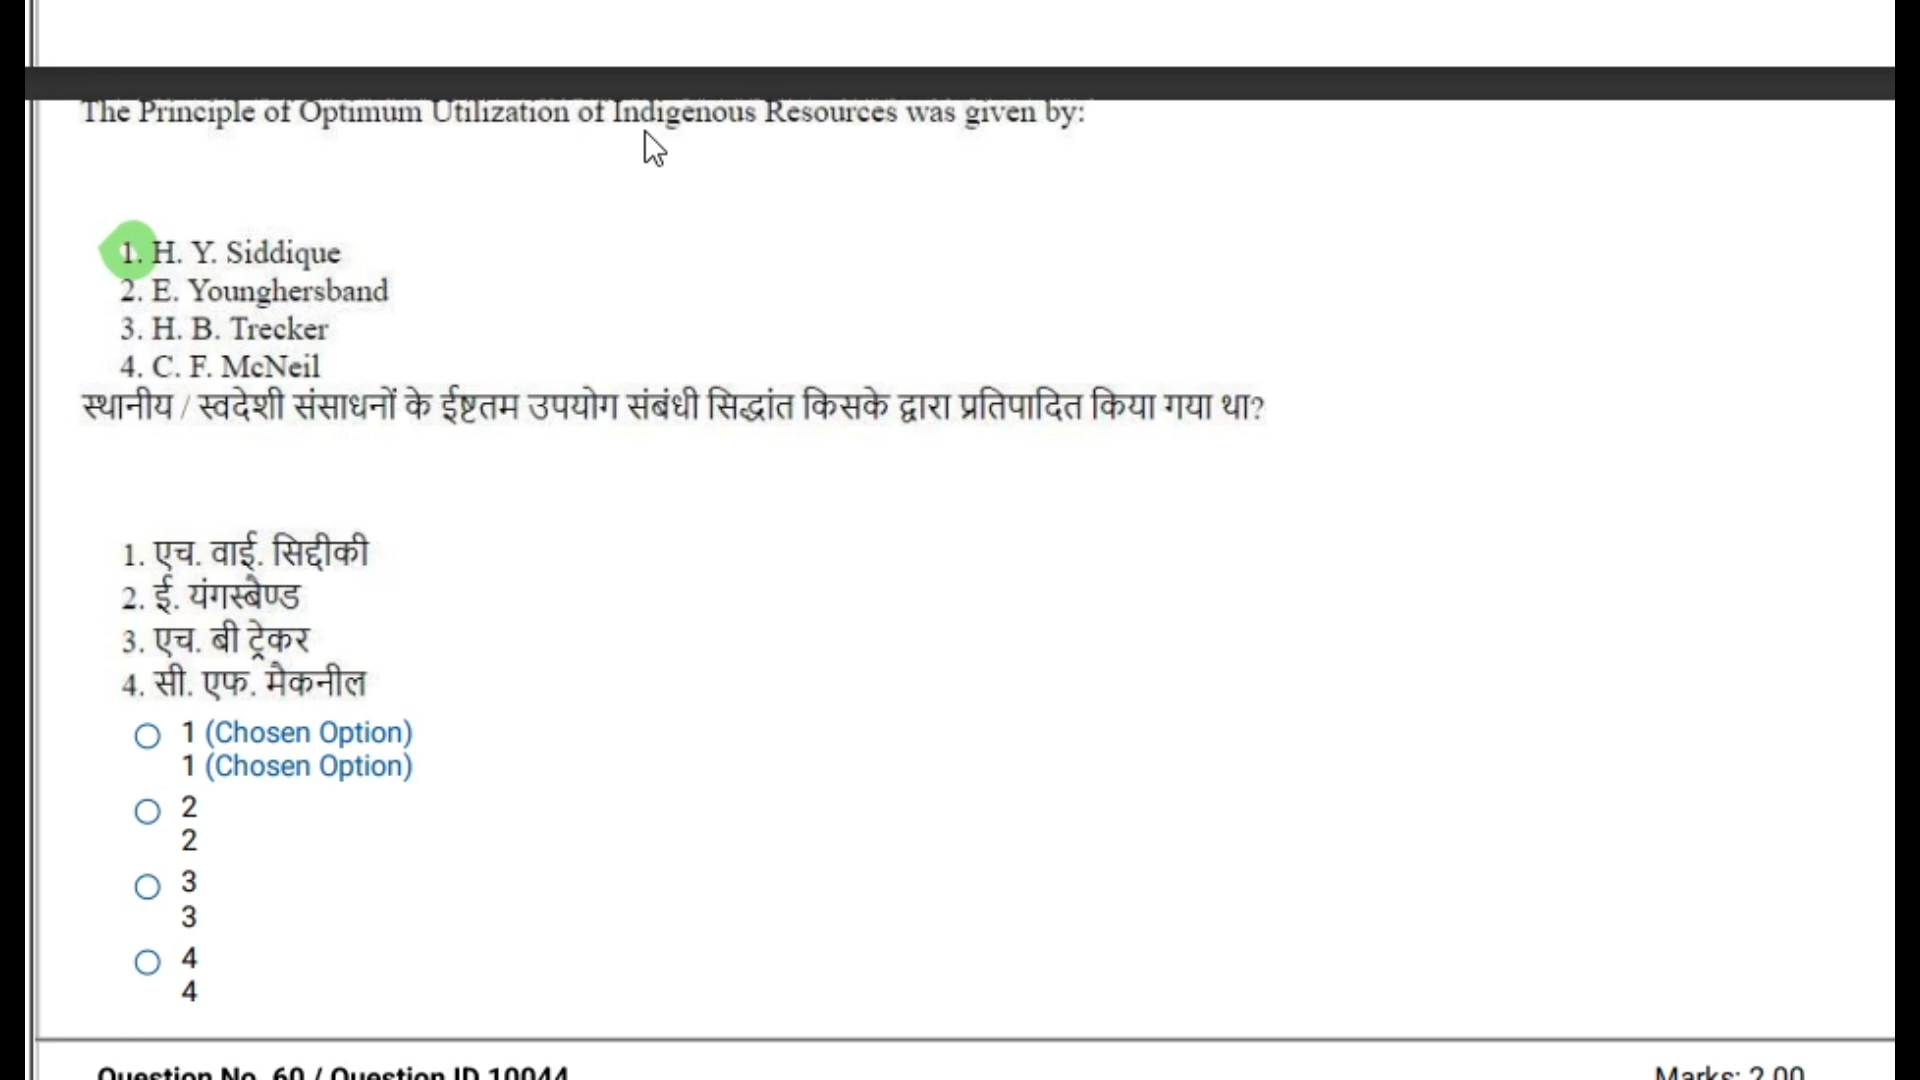 The Principle of Optimum Utilization of Indigenous Resources was given by:
1. H. Y. Siddique
2. E. Younghersband
3. H. B. Trecker
4. C. F. McNeil
स्थानीय / स्वदेशी संसाधनों के ईष्टतम उपयोग संबंधी सिद्धांत किसके द्वारा प्रतिपादित किया गया था?
1. एच. वाई. सिद्दीकी
2. ई. यंगस्बेण्ड
3. एच. बी ट्रेकर
4. सी. एफ. मैकनील
1 (Chosen Option)
1 (Chosen Option)
2
2
3
3
4
4
Question No. 60 / Question ID 10044 Marks: 2.00